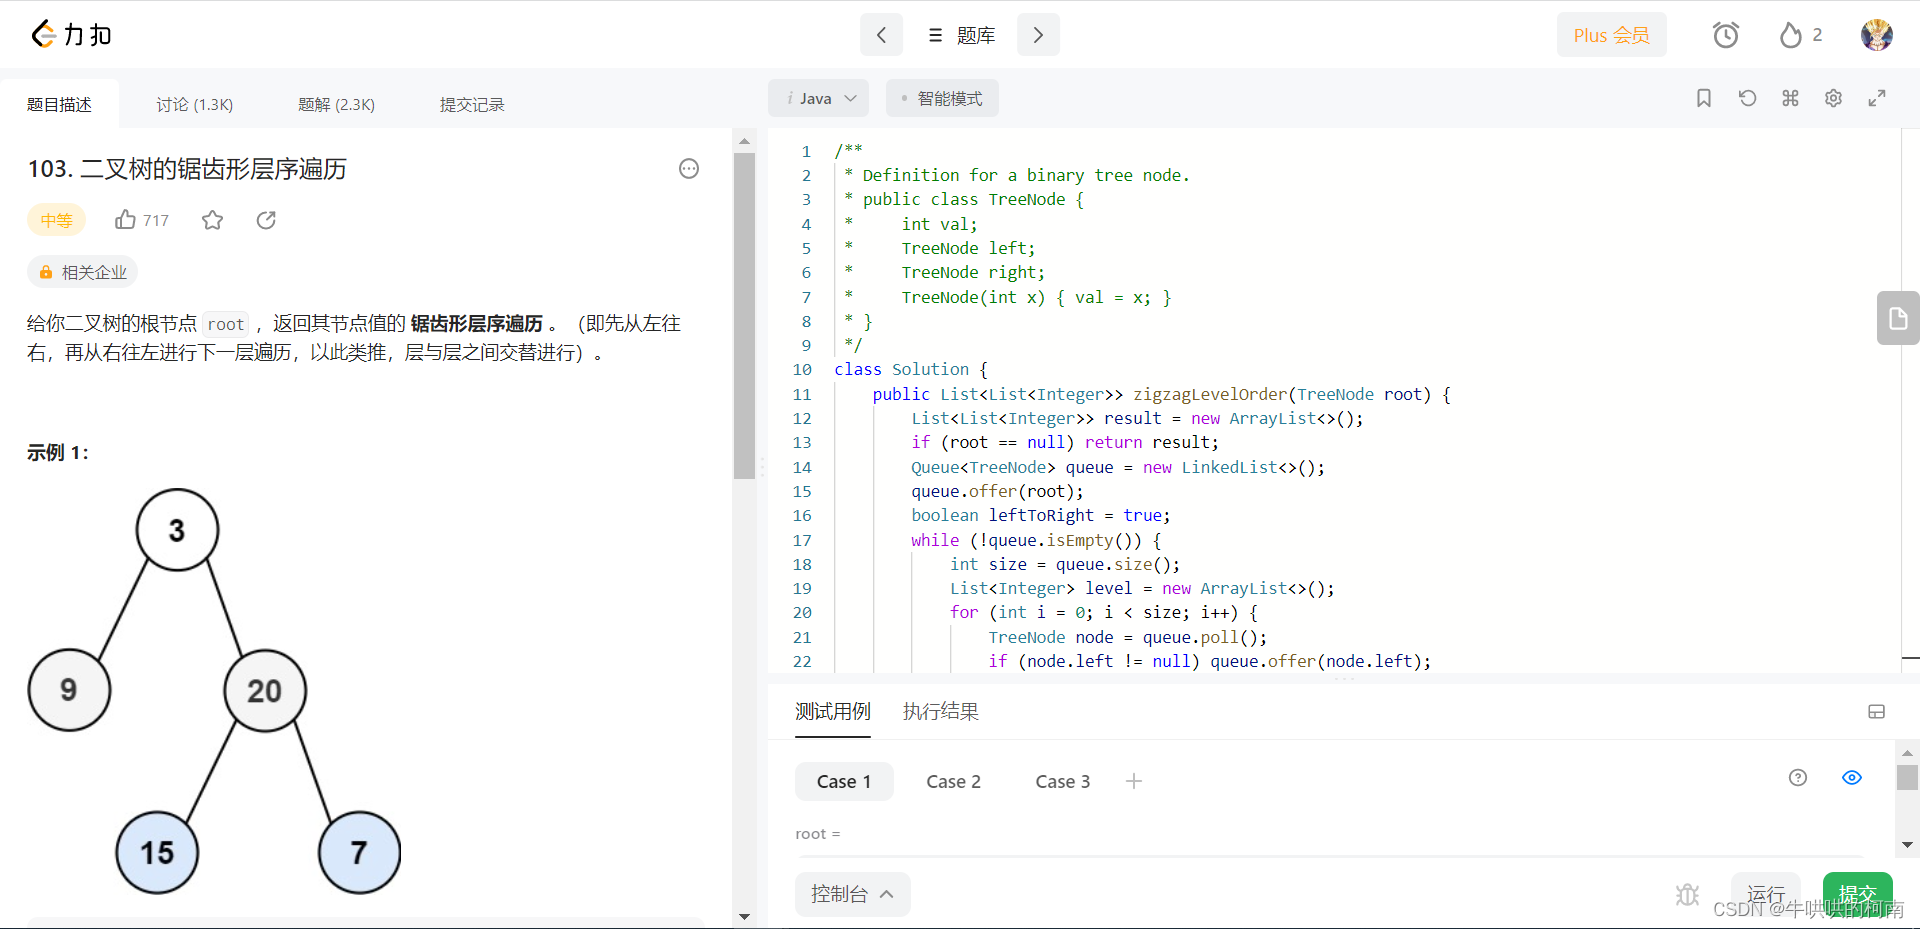 力扣
题库
Plus 会员
2
题目描述
讨论 (1.3K)
题解 (2.3K)
提交记录
103. 二叉树的锯齿形层序遍历
中等
717
相关企业
给你二叉树的根节点 root ，返回其节点值的 锯齿形层序遍历 。（即先从左往
右，再从右往左进行下一层遍历，以此类推，层与层之间交替进行）。
示例 1：
3
9
20
15
7
i Java
智能模式
1 /**
2  * Definition for a binary tree node.
3  * public class TreeNode {
4  *     int val;
5  *     TreeNode left;
6  *     TreeNode right;
7  *     TreeNode(int x) { val = x; }
8  * }
9  */
10 class Solution {
11     public List<List<Integer>> zigzagLevelOrder(TreeNode root) {
12         List<List<Integer>> result = new ArrayList<>();
13         if (root == null) return result;
14         Queue<TreeNode> queue = new LinkedList<>();
15         queue.offer(root);
16         boolean leftToRight = true;
17         while (!queue.isEmpty()) {
18             int size = queue.size();
19             List<Integer> level = new ArrayList<>();
20             for (int i = 0; i < size; i++) {
21                 TreeNode node = queue.poll();
22                 if (node.left != null) queue.offer(node.left);
测试用例
执行结果
Case 1
Case 2
Case 3
root =
控制台
运行
提交
CSDN @牛哄哄的柯南